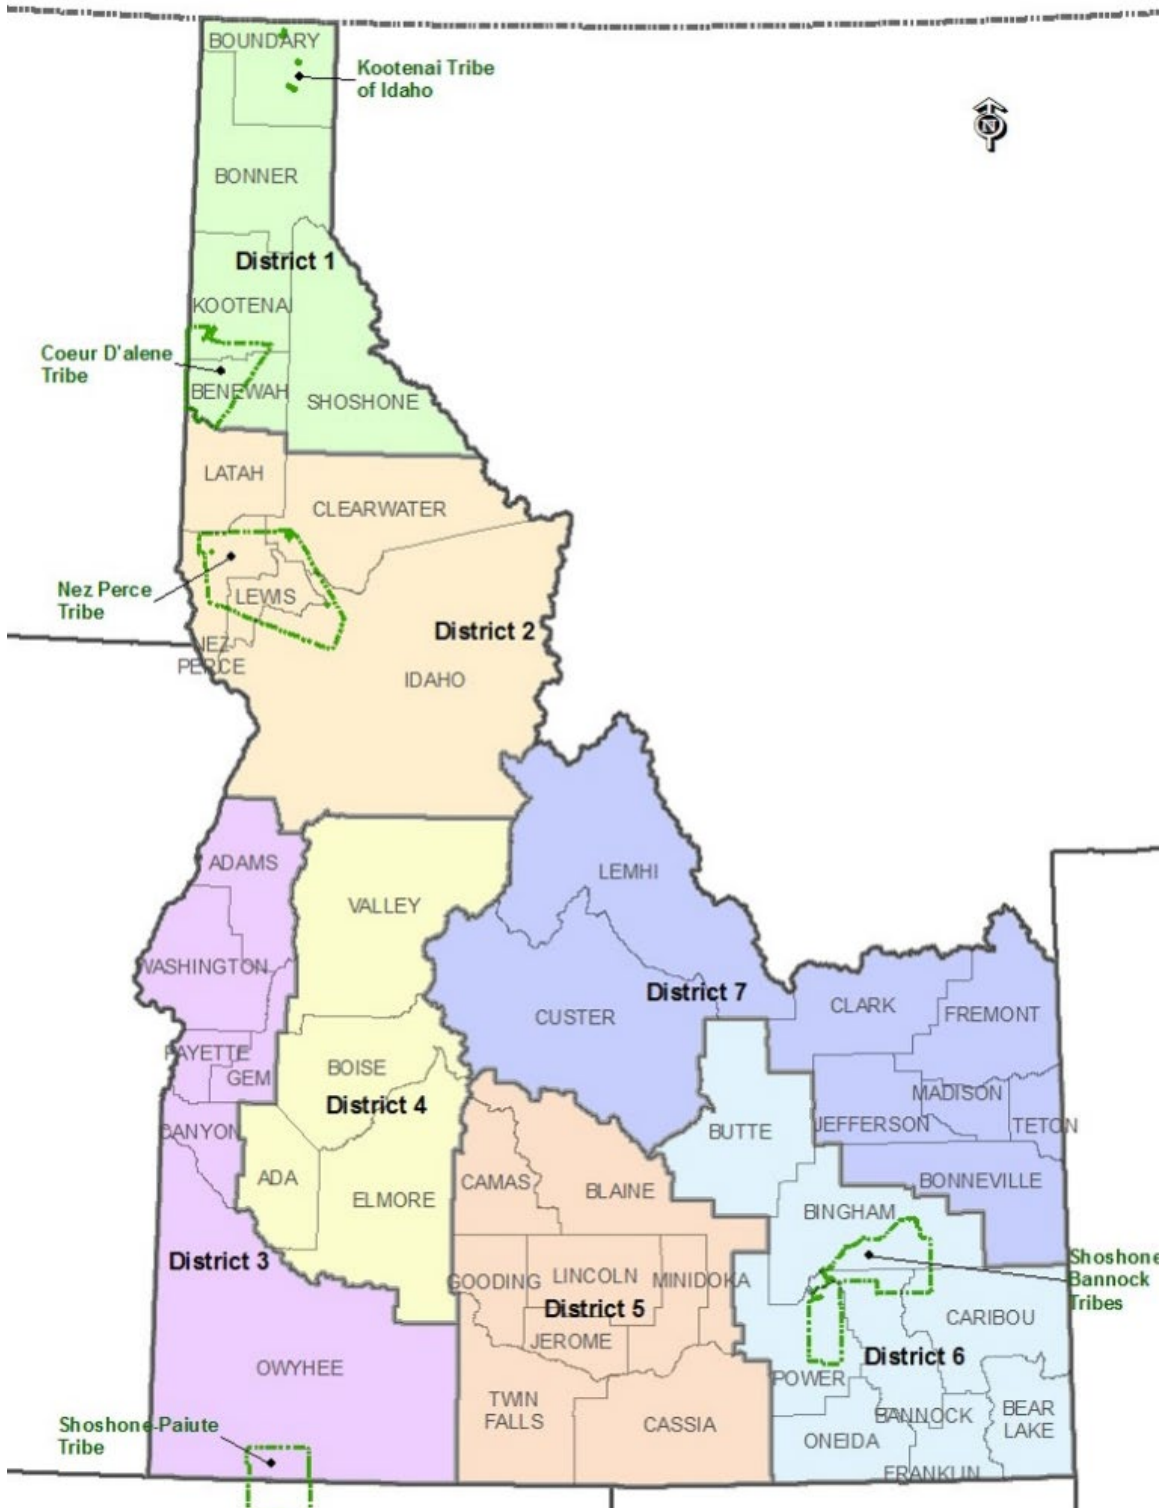 BOUNDARY
Kootenai Tribe
of Idaho
N
BONNER
District 1
KOOTENAI
Coeur D'alene
Tribe
BENEWAH
SHOSHONE
LATAH
CLEARWATER
Nez Perce
Tribe
LEWIS
District 2
NEZ
PERCE
IDAHO
ADAMS
LEMHI
VALLEY
WASHINGTON
District 7
CUSTER
CLARK
FREMONT
PAYETTE
GEM
BOISE
District 4
MADISON
CANYON
BUTTE
JEFFERSON
TETON
ADA
ELMORE
CAMAS
BLAINE
BONNEVILLE
BINGHAM
District 3
Shoshone
Bannock
Tribes
GOODING
LINCOLN
MINIDOKA
District 5
JEROME
CARIBOU
District 6
OWYHEE
POWER
TWIN
FALLS
CASSIA
BANNOCK
BEAR
LAKE
ONEIDA
FRANKLIN
Shoshone-Paiute
Tribe